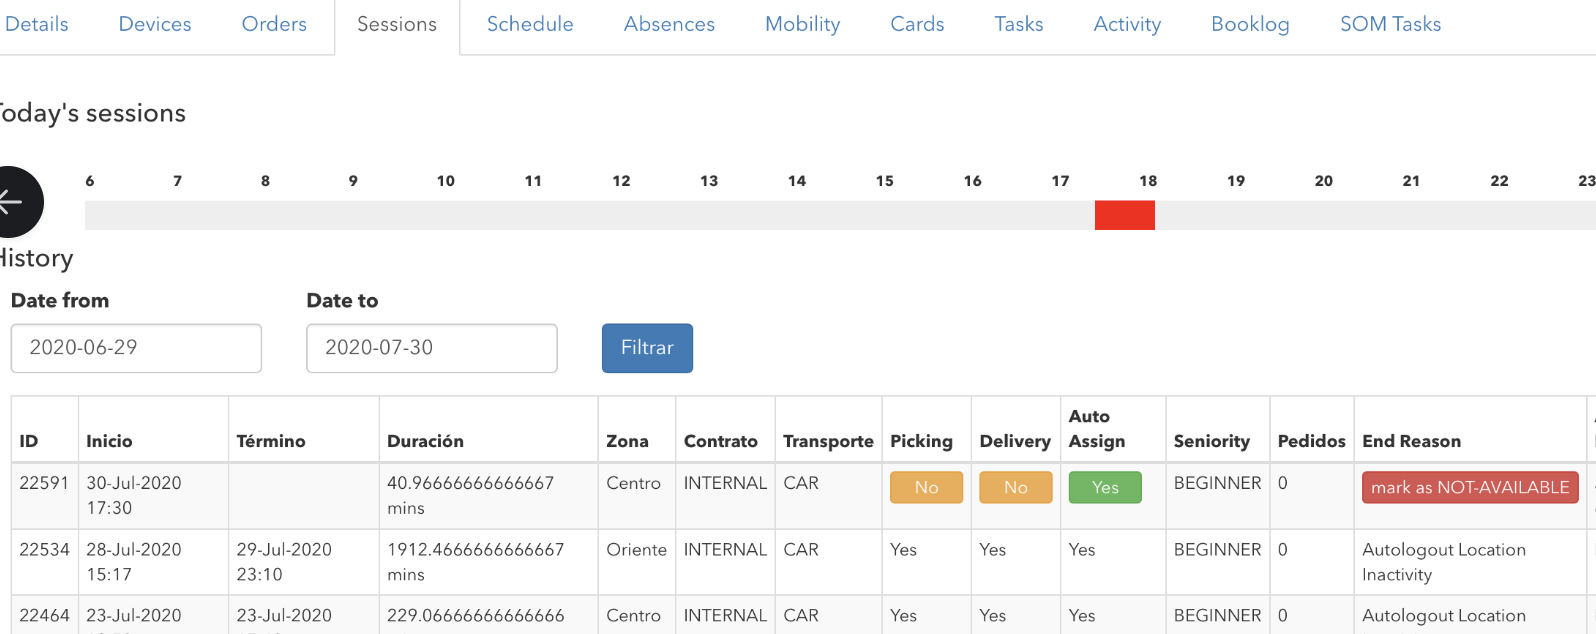 Details Devices Orders Sessions Schedule Absences Mobility Cards Tasks Activity Booklog SOM Tasks
Today's sessions
6 7 8 9 10 11 12 13 14 15 16 17 18 19 20 21 22 23
History
Date from Date to
2020-06-29 2020-07-30 Filtrar
ID Inicio Término Duración Zona Contrato Transporte Picking Delivery Auto Assign Seniority Pedidos End Reason
22591 30-Jul-2020 17:30 40.96666666666667 mins Centro INTERNAL CAR No No Yes BEGINNER 0 mark as NOT-AVAILABLE
22534 28-Jul-2020 15:17 29-Jul-2020 23:10 1912.4666666666667 mins Oriente INTERNAL CAR Yes Yes Yes BEGINNER 0 Autologout Location Inactivity
22464 23-Jul-2020 23-Jul-2020 229.06666666666666 Centro INTERNAL CAR Yes Yes Yes BEGINNER 0 Autologout Location